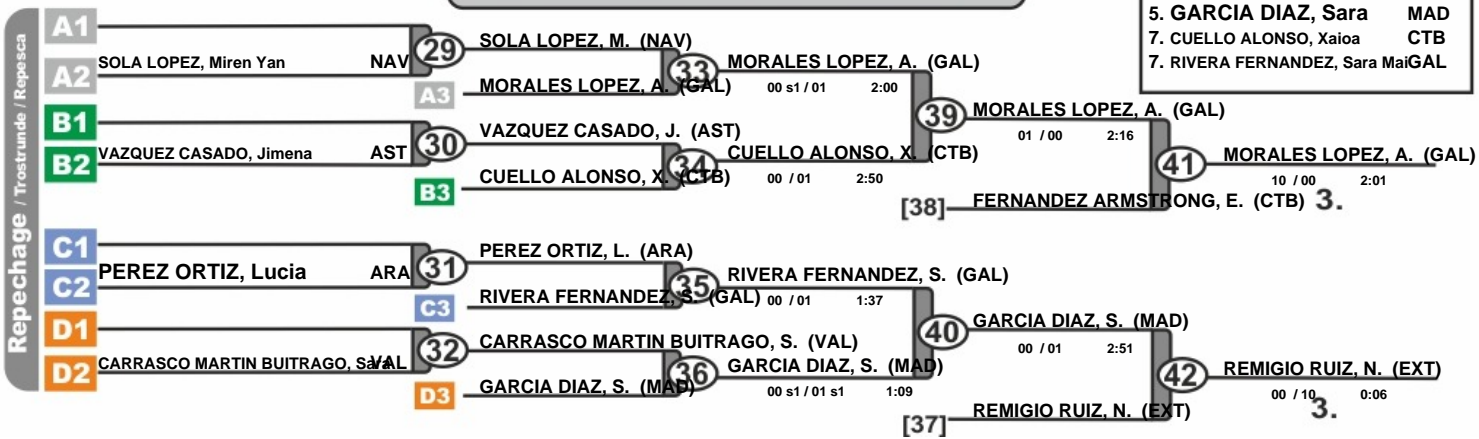 5. GARCIA DIAZ, Sara MAD
7. CUELLO ALONSO, Xaioa CTB
7. RIVERA FERNANDEZ, Sara Mai GAL
Repechage / Trostrunde / Repesca
A1
A2 SOLA LOPEZ, Miren Yan NAV
29
SOLA LOPEZ, M. (NAV)
A3 MORALES LOPEZ, A. (GAL)
33
MORALES LOPEZ, A. (GAL)
00 s1 / 01 2:00
B1
B2 VAZQUEZ CASADO, Jimena AST
30
VAZQUEZ CASADO, J. (AST)
B3 CUELLO ALONSO, X. (CTB)
34
CUELLO ALONSO, X. (CTB)
00 / 01 2:50
39
MORALES LOPEZ, A. (GAL)
01 / 00 2:16
[38] FERNANDEZ ARMSTRONG, E. (CTB)
41
MORALES LOPEZ, A. (GAL)
10 / 00 2:01
3.
C1
C2 PEREZ ORTIZ, Lucia ARA
31
PEREZ ORTIZ, L. (ARA)
C3 RIVERA FERNANDEZ, S. (GAL)
35
RIVERA FERNANDEZ, S. (GAL)
00 / 01 1:37
D1
D2 CARRASCO MARTIN BUITRAGO, Sara VAL
32
CARRASCO MARTIN BUITRAGO, S. (VAL)
D3 GARCIA DIAZ, S. (MAD)
36
GARCIA DIAZ, S. (MAD)
00 s1 / 01 s1 1:09
40
GARCIA DIAZ, S. (MAD)
00 / 01 2:51
[37] REMIGIO RUIZ, N. (EXT)
42
REMIGIO RUIZ, N. (EXT)
00 / 10 0:06
3.